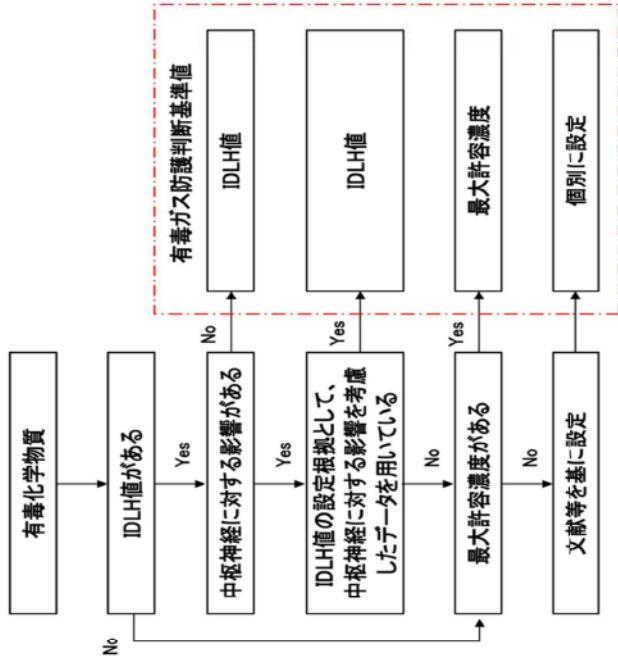 有毒化学物質
IDLH値がある
No
Yes
中枢神経に対する影響がある
No
Yes
IDLH値の設定根拠として、
中枢神経に対する影響を考慮
したデータを用いている
Yes
No
最大許容濃度がある
Yes
No
文献等を基に設定
有毒ガス防護判断基準値
IDLH値
IDLH値
最大許容濃度
個別に設定